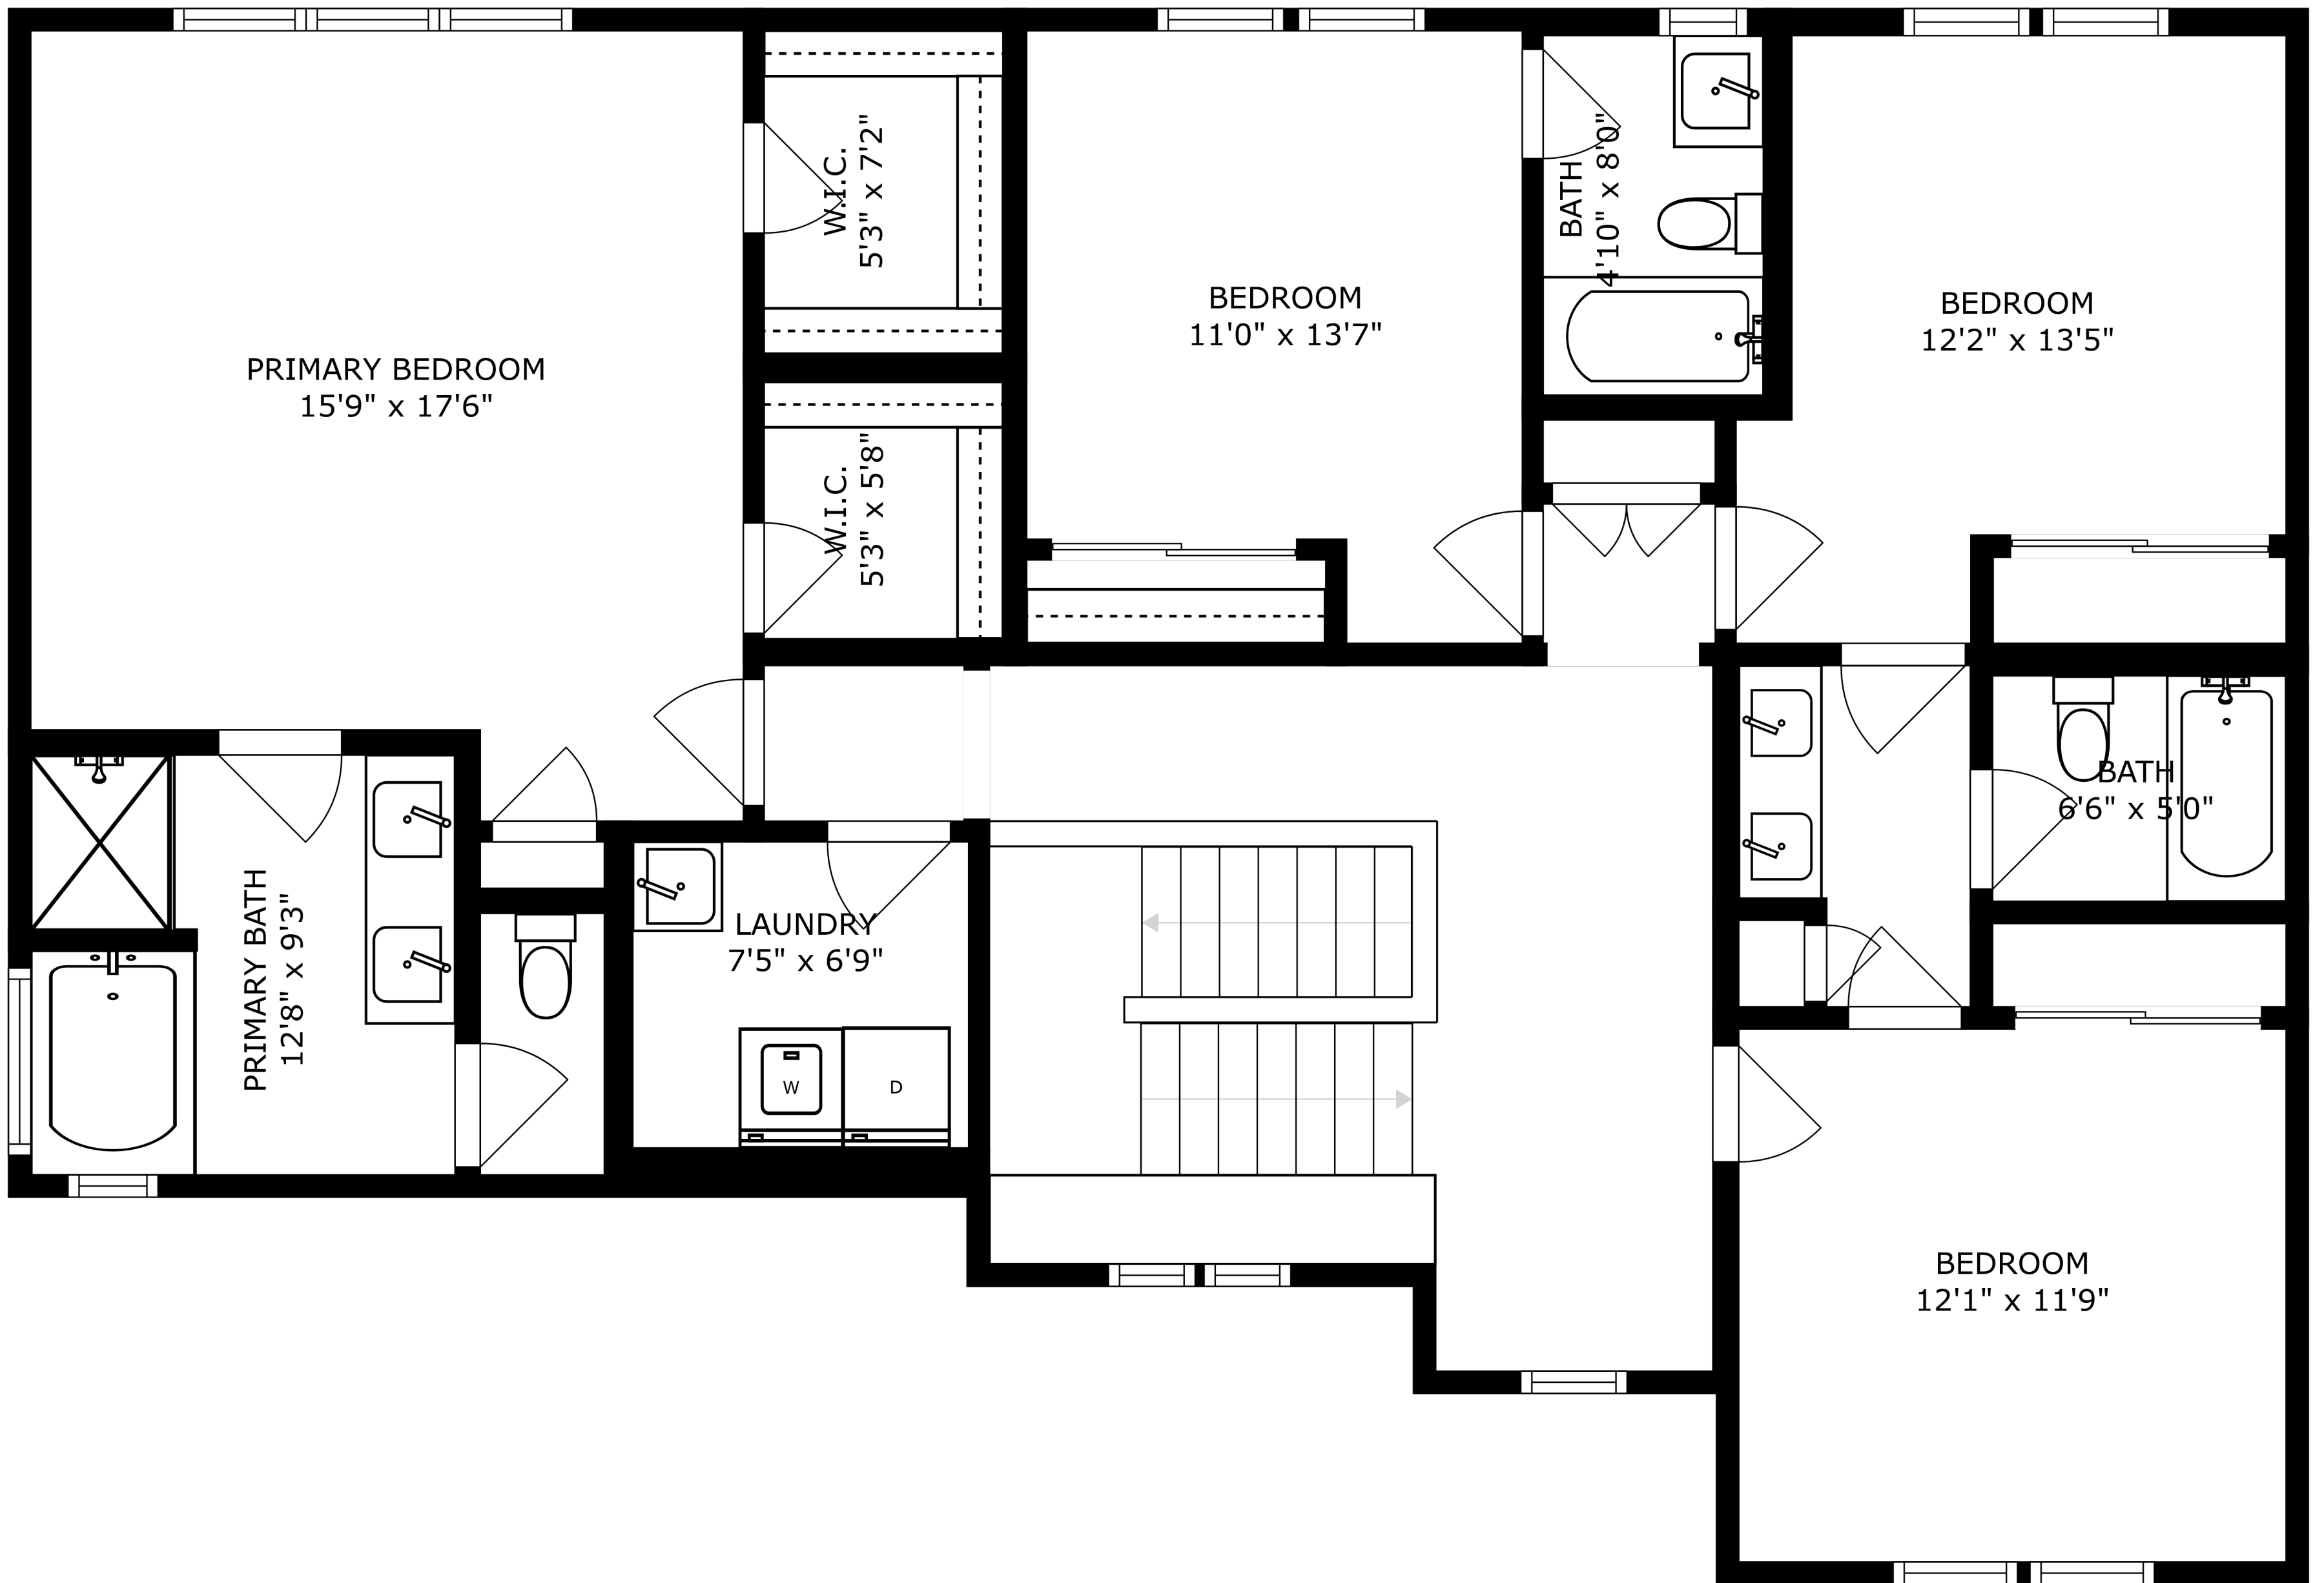 PRIMARY BEDROOM
15'9" x 17'6"
W.I.C.
5'3" x 7'2"
W.I.C.
5'3" x 5'8"
BEDROOM
11'0" x 13'7"
BATH
4'10" x 8'0"
BEDROOM
12'2" x 13'5"
PRIMARY BATH
12'8" x 9'3"
LAUNDRY
7'5" x 6'9"
W
D
BATH
6'6" x 5'0"
BEDROOM
12'1" x 11'9"